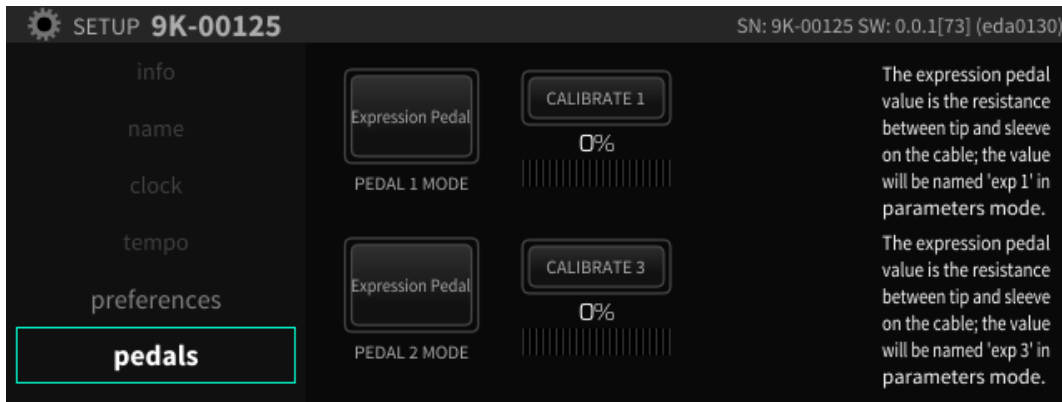 SETUP 9K-00125
SN: 9K-00125 SW: 0.0.1[73] (eda0130)
info
name
clock
tempo
preferences
pedals
Expression Pedal
PEDAL 1 MODE
CALIBRATE 1
0%
The expression pedal
value is the resistance
between tip and sleeve
on the cable; the value
will be named 'exp 1' in
parameters mode.
Expression Pedal
PEDAL 2 MODE
CALIBRATE 3
0%
The expression pedal
value is the resistance
between tip and sleeve
on the cable; the value
will be named 'exp 3' in
parameters mode.